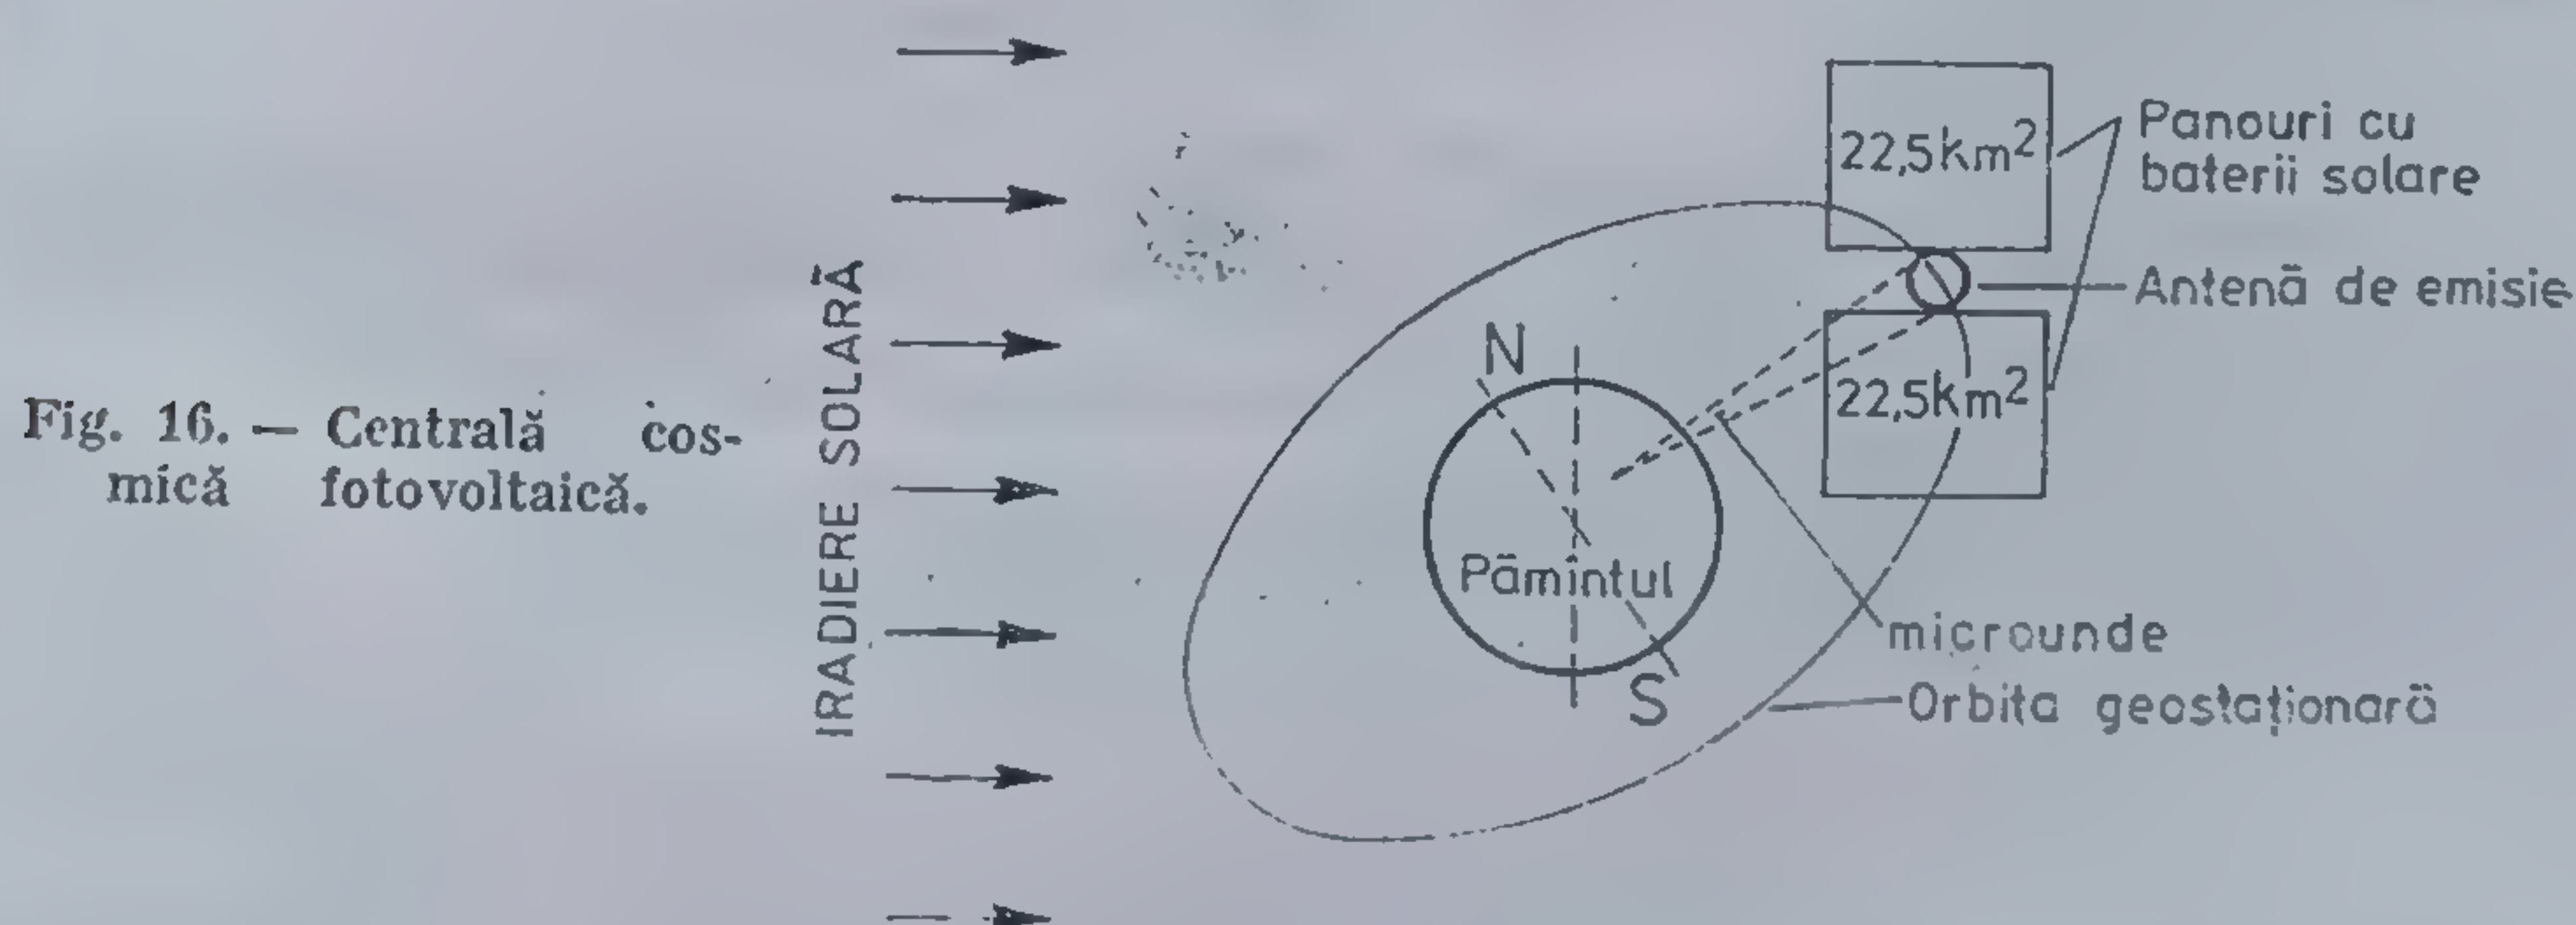 Fig. 16. — Centrală cos-
mică fotovoltaică.
IRADIERE SOLARĂ
N
Pămîntul
S
22,5km²
22,5km²
Panouri cu
baterii solare
Antenă de emisie
microunde
Orbita geostaționară